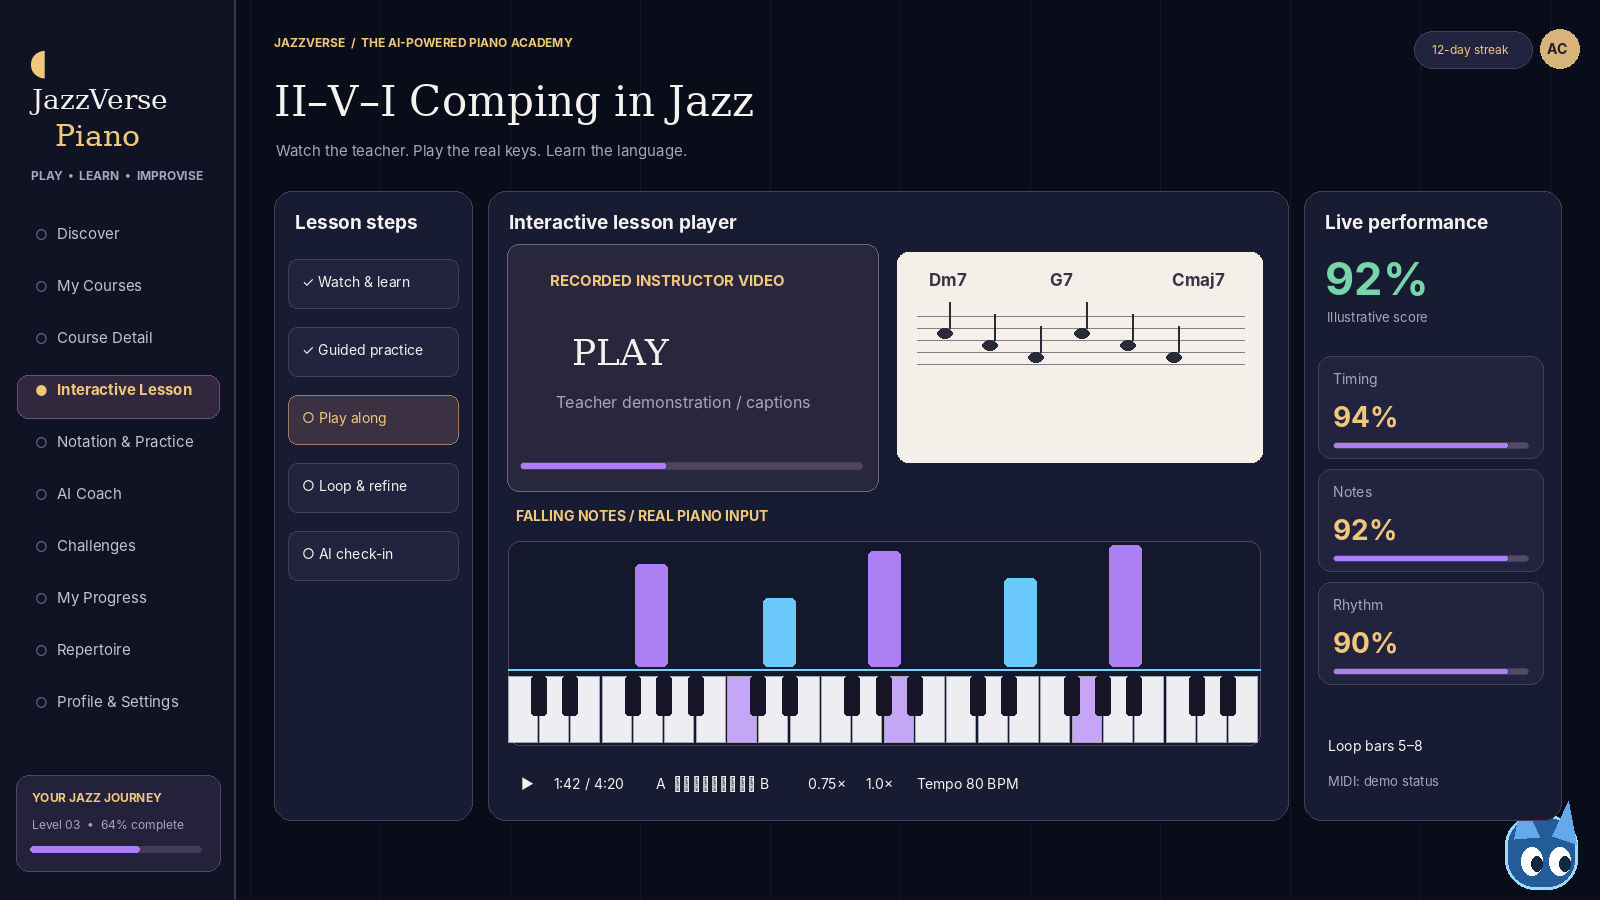 JazzVerse
Piano
PLAY • LEARN • IMPROVISE
Discover
My Courses
Course Detail
Interactive Lesson
Notation & Practice
AI Coach
Challenges
My Progress
Repertoire
Profile & Settings
YOUR JAZZ JOURNEY
Level 03 • 64% complete
JAZZVERSE / THE AI-POWERED PIANO ACADEMY
12-day streak
AC
II–V–I Comping in Jazz
Watch the teacher. Play the real keys. Learn the language.
Lesson steps
✓ Watch & learn
✓ Guided practice
○ Play along
○ Loop & refine
○ AI check-in
Interactive lesson player
RECORDED INSTRUCTOR VIDEO
PLAY
Teacher demonstration / captions
Dm7 G7 Cmaj7
FALLING NOTES / REAL PIANO INPUT
▶ 1:42 / 4:20 A B 0.75× 1.0× Tempo 80 BPM
Live performance
92%
Illustrative score
Timing
94%
Notes
92%
Rhythm
90%
Loop bars 5–8
MIDI: demo status